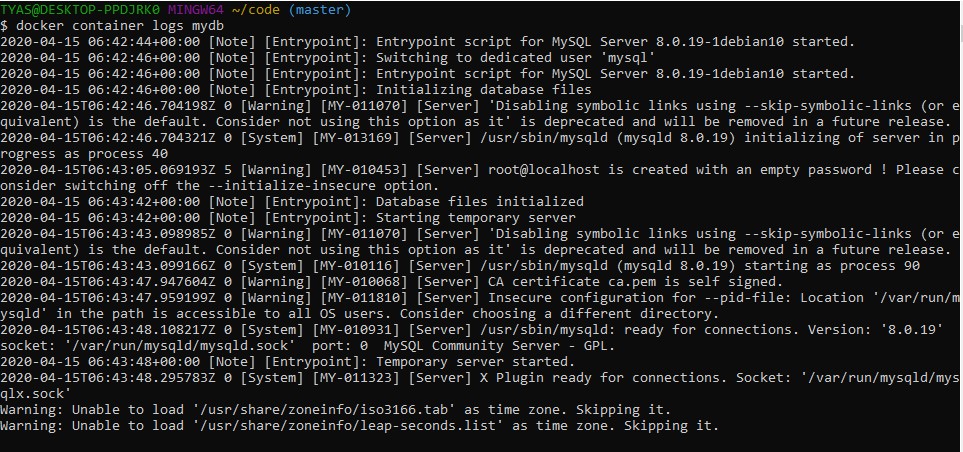 TYAS@DESKTOP-PPDJRK0 MINGW64 ~/code (master)
$ docker container logs mydb
2020-04-15 06:42:44+00:00 [Note] [Entrypoint]: Entrypoint script for MySQL Server 8.0.19-1debian10 started.
2020-04-15 06:42:46+00:00 [Note] [Entrypoint]: Switching to dedicated user 'mysql'
2020-04-15 06:42:46+00:00 [Note] [Entrypoint]: Entrypoint script for MySQL Server 8.0.19-1debian10 started.
2020-04-15 06:42:46+00:00 [Note] [Entrypoint]: Initializing database files
2020-04-15T06:42:46.704198Z 0 [Warning] [MY-011070] [Server] 'Disabling symbolic links using --skip-symbolic-links (or e
quivalent) is the default. Consider not using this option as it' is deprecated and will be removed in a future release.
2020-04-15T06:42:46.704321Z 0 [System] [MY-013169] [Server] /usr/sbin/mysqld (mysqld 8.0.19) initializing of server in p
rogress as process 40
2020-04-15T06:43:05.069193Z 5 [Warning] [MY-010453] [Server] root@localhost is created with an empty password ! Please c
onsider switching off the --initialize-insecure option.
2020-04-15 06:43:42+00:00 [Note] [Entrypoint]: Database files initialized
2020-04-15 06:43:42+00:00 [Note] [Entrypoint]: Starting temporary server
2020-04-15T06:43:43.098985Z 0 [Warning] [MY-011070] [Server] 'Disabling symbolic links using --skip-symbolic-links (or e
quivalent) is the default. Consider not using this option as it' is deprecated and will be removed in a future release.
2020-04-15T06:43:43.099166Z 0 [System] [MY-010116] [Server] /usr/sbin/mysqld (mysqld 8.0.19) starting as process 90
2020-04-15T06:43:47.947604Z 0 [Warning] [MY-010068] [Server] CA certificate ca.pem is self signed.
2020-04-15T06:43:47.959199Z 0 [Warning] [MY-011810] [Server] Insecure configuration for --pid-file: Location '/var/run/m
ysqld' in the path is accessible to all OS users. Consider choosing a different directory.
2020-04-15T06:43:48.108217Z 0 [System] [MY-010931] [Server] /usr/sbin/mysqld: ready for connections. Version: '8.0.19'
socket: '/var/run/mysqld/mysqld.sock'  port: 0  MySQL Community Server - GPL.
2020-04-15 06:43:48+00:00 [Note] [Entrypoint]: Temporary server started.
2020-04-15T06:43:48.295783Z 0 [System] [MY-011323] [Server] X Plugin ready for connections. Socket: '/var/run/mysqld/mys
qlx.sock'
Warning: Unable to load '/usr/share/zoneinfo/iso3166.tab' as time zone. Skipping it.
Warning: Unable to load '/usr/share/zoneinfo/leap-seconds.list' as time zone. Skipping it.